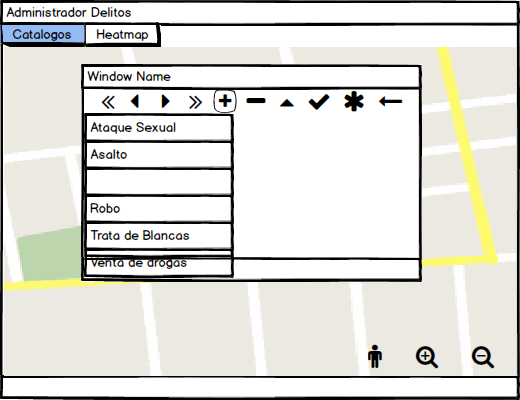 Administrador Delitos
Catalogos Heatmap
Window Name
Ataque Sexual
Asalto
Robo
Trata de Blancas
Venta de drogas